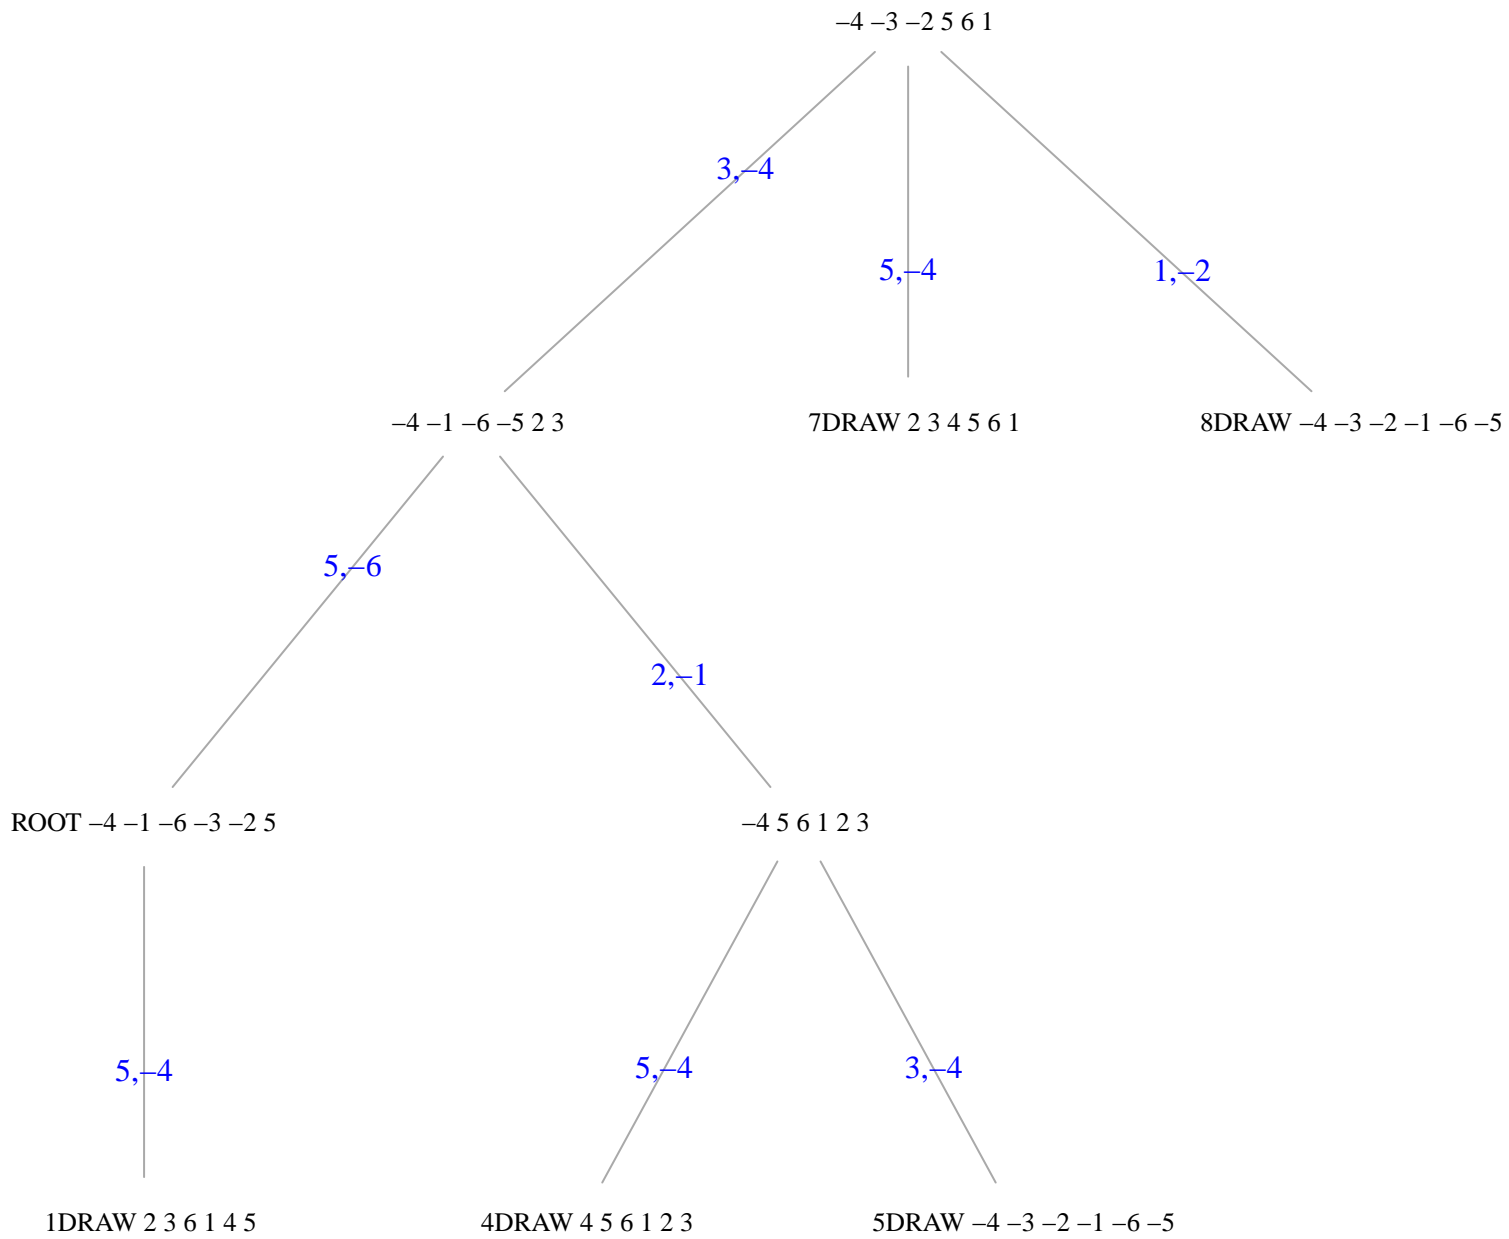 –4 –3 –2 5 6 1
3,–4
5,–4
1,–2
–4 –1 –6 –5 2 3
7DRAW 2 3 4 5 6 1
8DRAW –4 –3 –2 –1 –6 –5
5,–6
2,–1
ROOT –4 –1 –6 –3 –2 5
–4 5 6 1 2 3
5,–4
5,–4
3,–4
1DRAW 2 3 6 1 4 5
4DRAW 4 5 6 1 2 3
5DRAW –4 –3 –2 –1 –6 –5